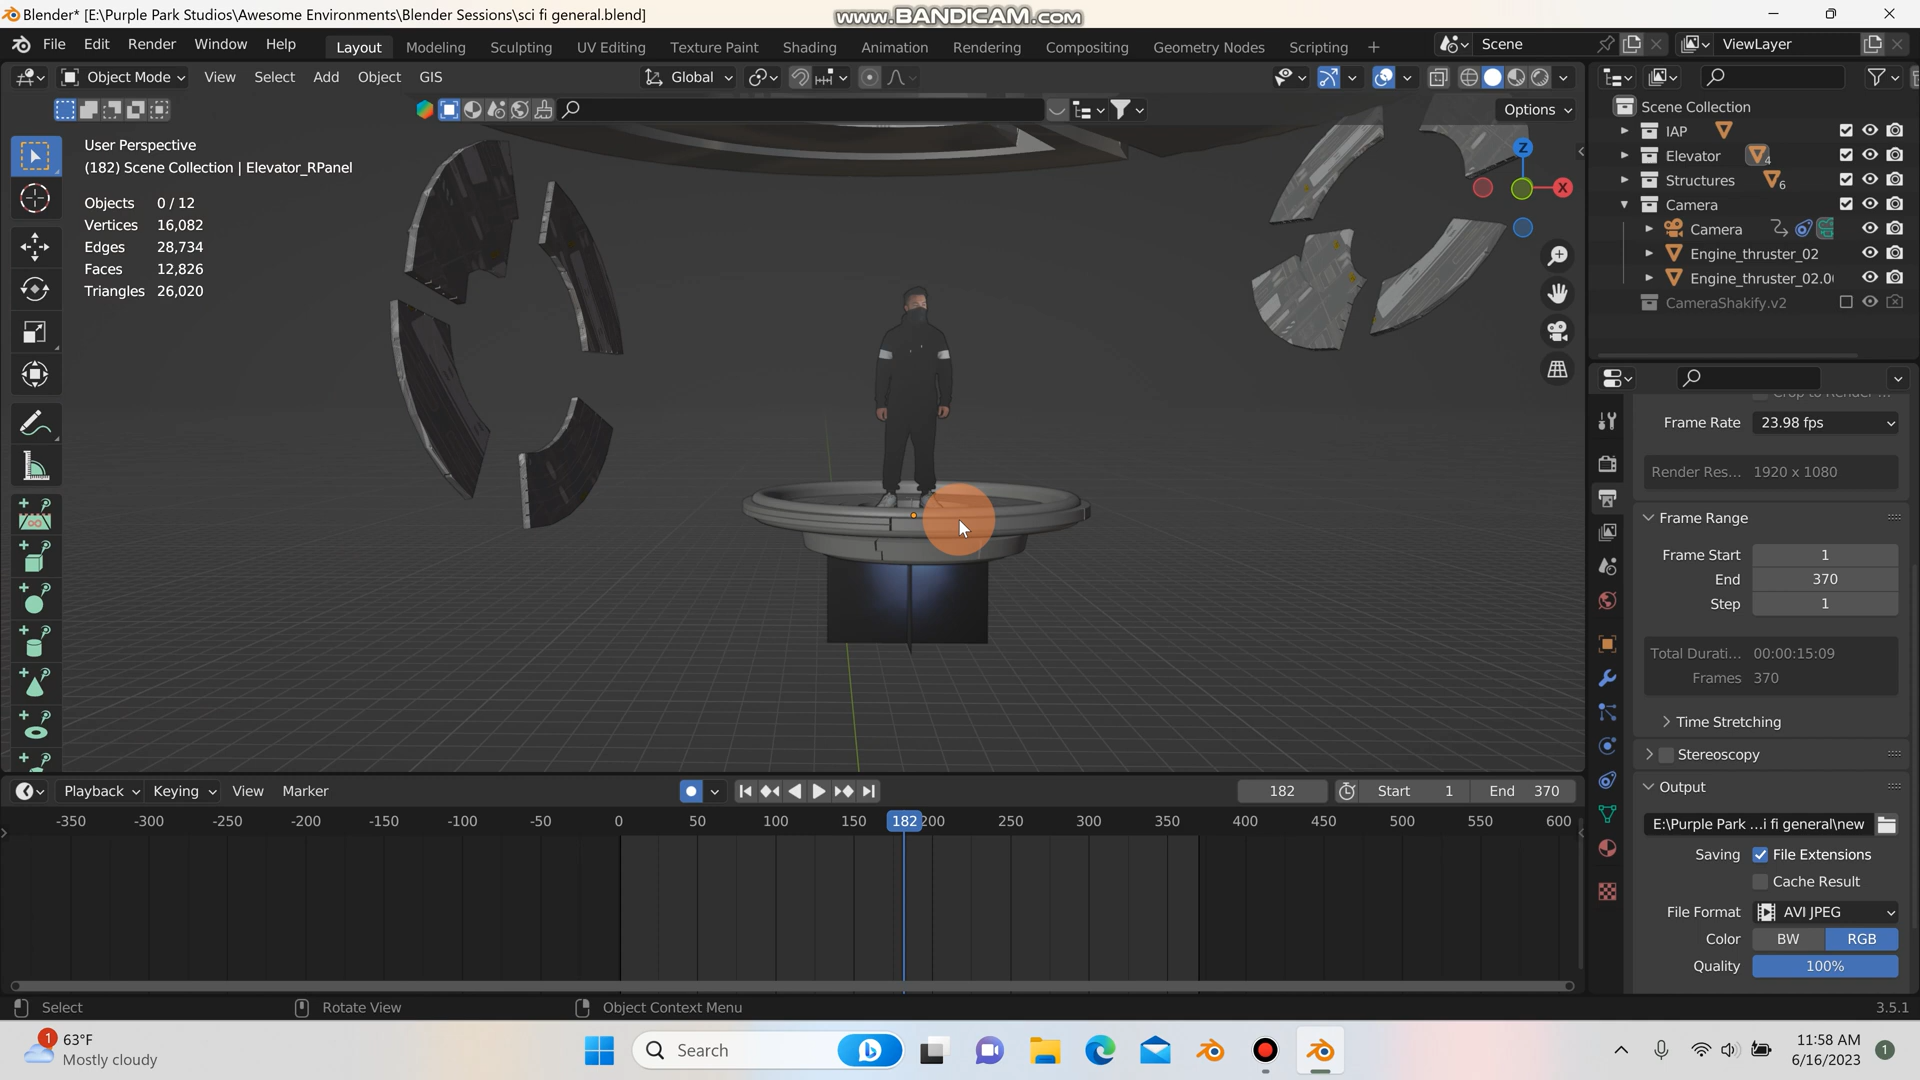 Blender* [E:\Purple Park Studios\Awesome Environments\Blender Sessions\sci fi general.blend]
www.BANDICAM.com
File Edit Render Window Help
Layout Modeling Sculpting UV Editing Texture Paint Shading Animation Rendering Compositing Geometry Nodes Scripting +
Scene
ViewLayer
Object Mode View Select Add Object GIS
Global
Options
User Perspective
(182) Scene Collection | Elevator_RPanel
Objects 0 / 12
Vertices 16,082
Edges 28,734
Faces 12,826
Triangles 26,020
Z
X
Scene Collection
IAP
Elevator 4
Structures 6
Camera
Camera
Engine_thruster_02
Engine_thruster_02.0
CameraShakify.v2
Frame Rate 23.98 fps
Render Res... 1920 x 1080
Frame Range
Frame Start 1
End 370
Step 1
Total Durati... 00:00:15:09
Frames 370
Time Stretching
Stereoscopy
Output
E:\Purple Park ...i fi general\new
Saving File Extensions
Cache Result
File Format AVI JPEG
Color BW RGB
Quality 100%
Playback Keying View Marker
182 Start 1 End 370
-350 -300 -250 -200 -150 -100 -50 0 50 100 150 182 200 250 300 350 400 450 500 550 600
Select Rotate View Object Context Menu 3.5.1
1 63°F
Mostly cloudy
Search
11:58 AM
6/16/2023
1